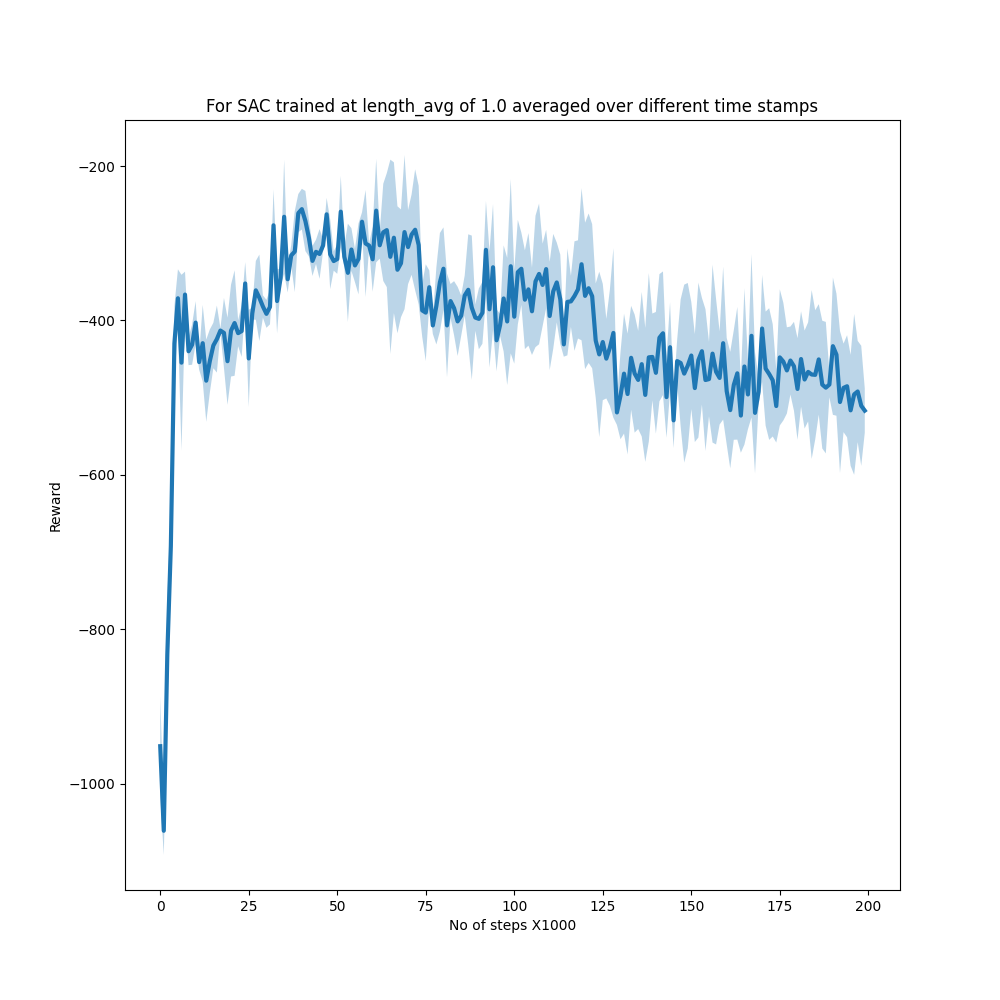 For SAC trained at length_avg of 1.0 averaged over different time stamps
−200
−400
−600
−800
−1000
Reward
0 25 50 75 100 125 150 175 200
No of steps X1000